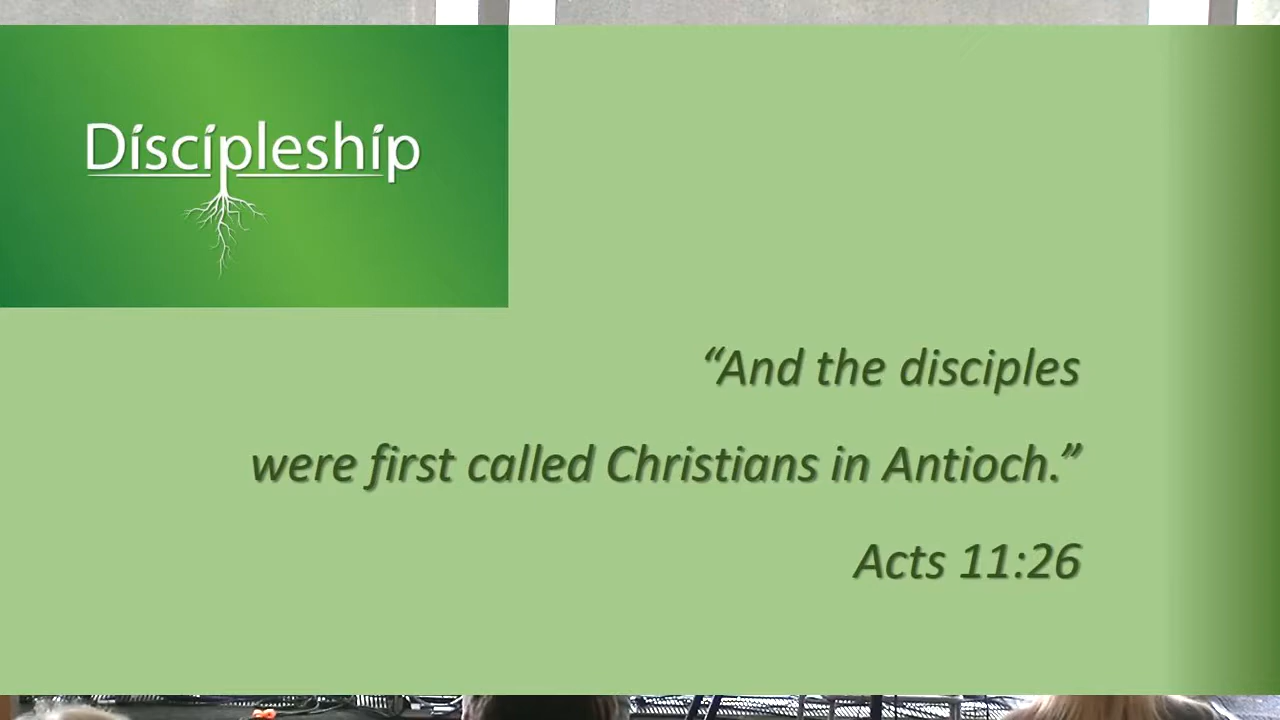 Discipleship
“And the disciples
were first called Christians in Antioch.”
Acts 11:26